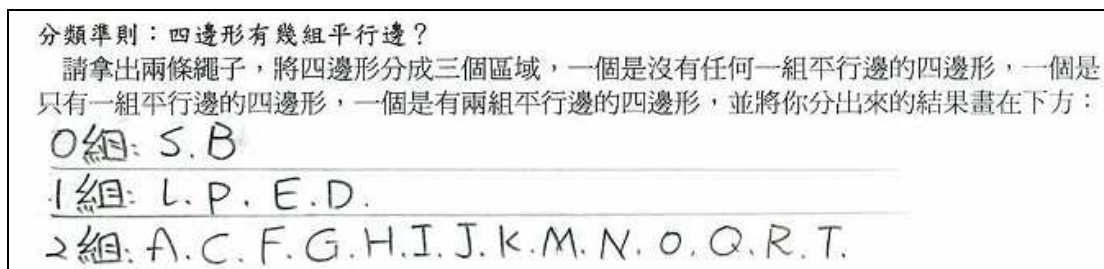 分類準則：四邊形有幾組平行邊？
請拿出兩條繩子，將四邊形分成三個區域，一個是沒有任何一組平行邊的四邊形，一個是
只有一組平行邊的四邊形，一個是有兩組平行邊的四邊形，並將你分出來的結果畫在下方：
0組: S.B
1組: L.P.E.D.
2組: A.C.F.G.H.I.J.K.M.N.O.Q.R.T.